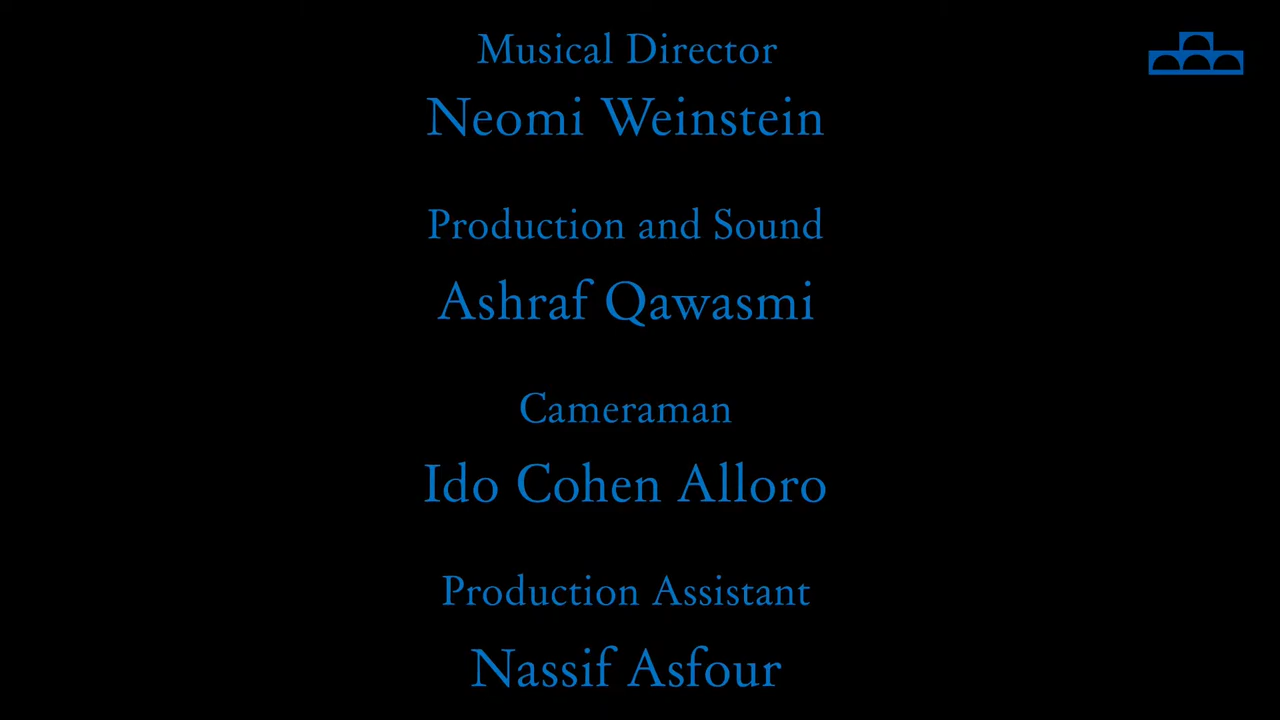 Musical Director
Neomi Weinstein
Production and Sound
Ashraf Qawasmi
Cameraman
Ido Cohen Alloro
Production Assistant
Nassif Asfour